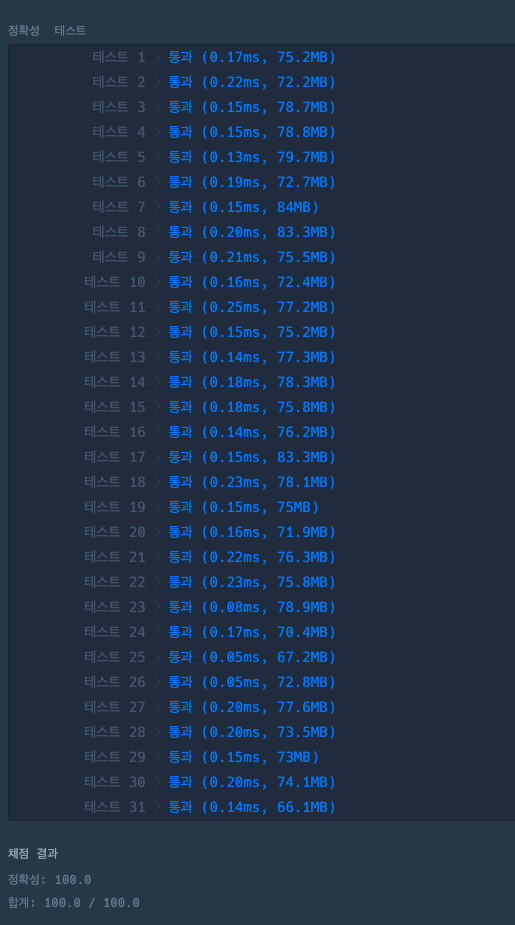 정확성  테스트
테스트 1 〉 통과 (0.17ms, 75.2MB)
테스트 2 〉 통과 (0.22ms, 72.2MB)
테스트 3 〉 통과 (0.15ms, 78.7MB)
테스트 4 〉 통과 (0.15ms, 78.8MB)
테스트 5 〉 통과 (0.13ms, 79.7MB)
테스트 6 〉 통과 (0.19ms, 72.7MB)
테스트 7 〉 통과 (0.15ms, 84MB)
테스트 8 〉 통과 (0.20ms, 83.3MB)
테스트 9 〉 통과 (0.21ms, 75.5MB)
테스트 10 〉 통과 (0.16ms, 72.4MB)
테스트 11 〉 통과 (0.25ms, 77.2MB)
테스트 12 〉 통과 (0.15ms, 75.2MB)
테스트 13 〉 통과 (0.14ms, 77.3MB)
테스트 14 〉 통과 (0.18ms, 78.3MB)
테스트 15 〉 통과 (0.18ms, 75.8MB)
테스트 16 〉 통과 (0.14ms, 76.2MB)
테스트 17 〉 통과 (0.15ms, 83.3MB)
테스트 18 〉 통과 (0.23ms, 78.1MB)
테스트 19 〉 통과 (0.15ms, 75MB)
테스트 20 〉 통과 (0.16ms, 71.9MB)
테스트 21 〉 통과 (0.22ms, 76.3MB)
테스트 22 〉 통과 (0.23ms, 75.8MB)
테스트 23 〉 통과 (0.08ms, 78.9MB)
테스트 24 〉 통과 (0.17ms, 70.4MB)
테스트 25 〉 통과 (0.05ms, 67.2MB)
테스트 26 〉 통과 (0.05ms, 72.8MB)
테스트 27 〉 통과 (0.20ms, 77.6MB)
테스트 28 〉 통과 (0.20ms, 73.5MB)
테스트 29 〉 통과 (0.15ms, 73MB)
테스트 30 〉 통과 (0.20ms, 74.1MB)
테스트 31 〉 통과 (0.14ms, 66.1MB)
채점 결과
정확성: 100.0
합계: 100.0 / 100.0